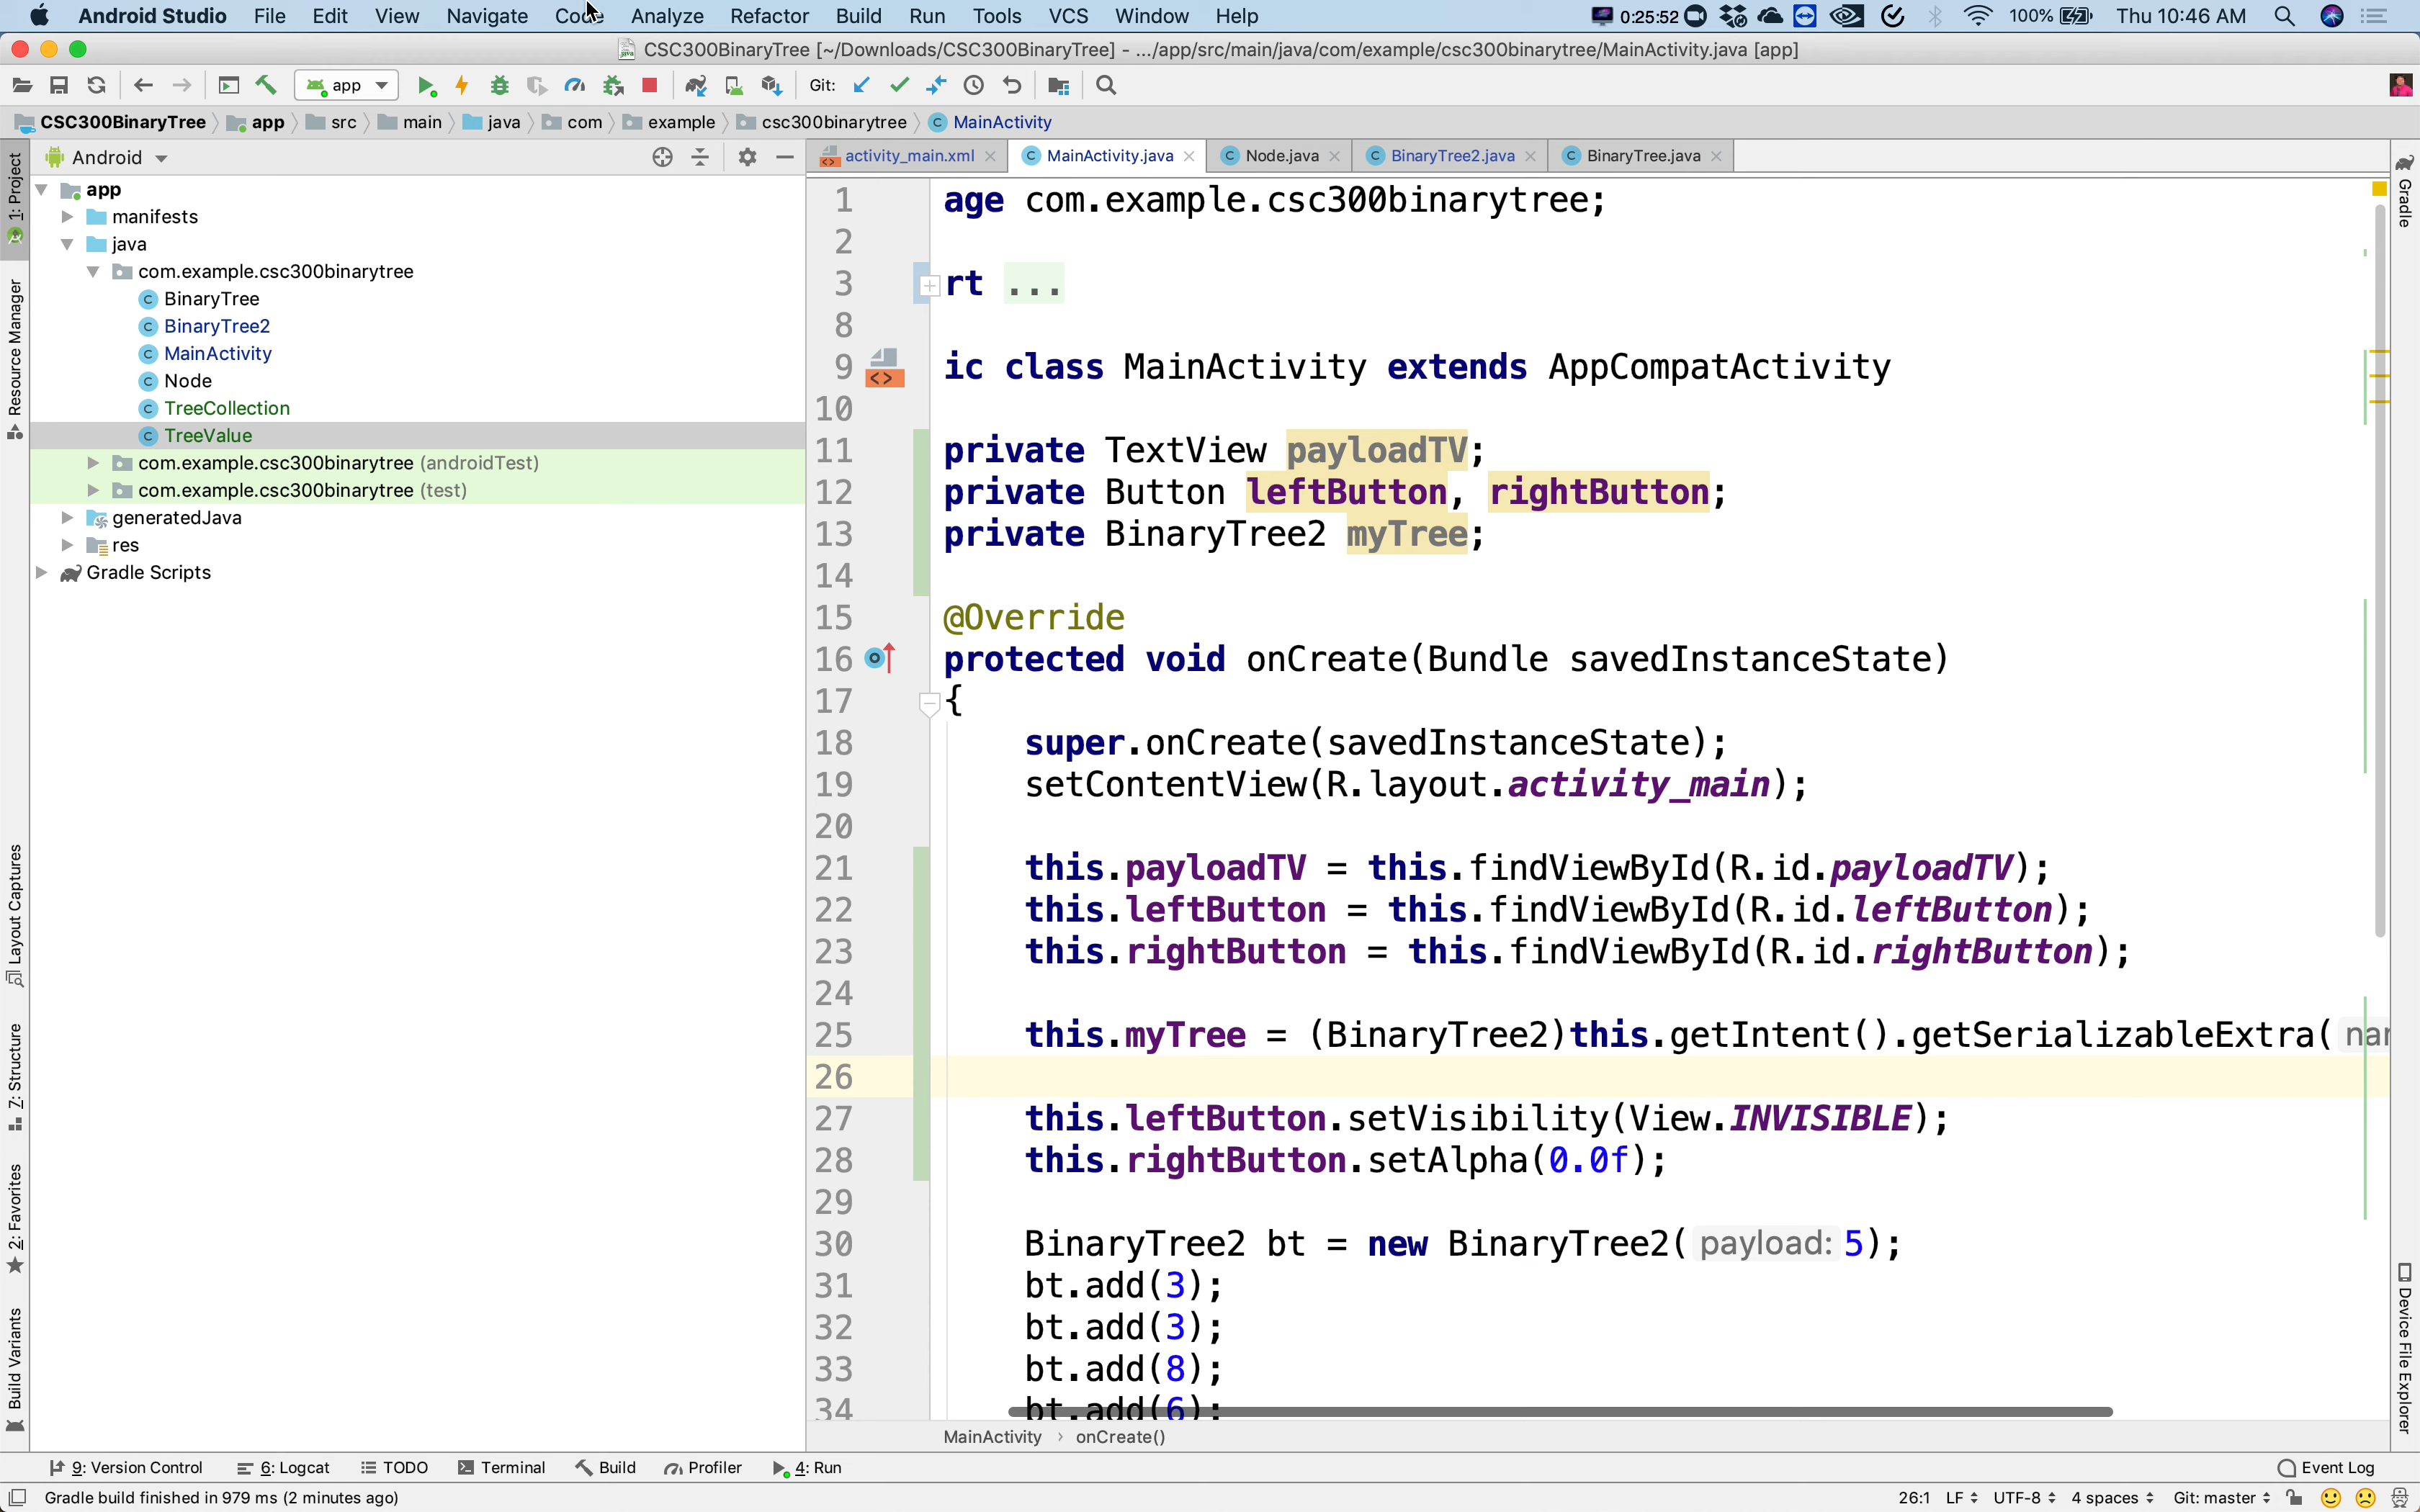 Android Studio File Edit View Navigate Code Analyze Refactor Build Run Tools VCS Window Help 0:25:52 100% Thu 10:46 AM
CSC300BinaryTree [~/Downloads/CSC300BinaryTree] - .../app/src/main/java/com/example/csc300binarytree/MainActivity.java [app]
app Git:
CSC300BinaryTree app src main java com example csc300binarytree MainActivity
Android
activity_main.xml MainActivity.java Node.java BinaryTree2.java BinaryTree.java
app
manifests
java
com.example.csc300binarytree
BinaryTree
BinaryTree2
MainActivity
Node
TreeCollection
TreeValue
com.example.csc300binarytree (androidTest)
com.example.csc300binarytree (test)
generatedJava
res
Gradle Scripts
1: Project
Resource Manager
Layout Captures
7: Structure
2: Favorites
Build Variants
1 age com.example.csc300binarytree;
2
3 rt ...
8
9 ic class MainActivity extends AppCompatActivity
10
11 private TextView payloadTV;
12 private Button leftButton, rightButton;
13 private BinaryTree2 myTree;
14
15 @Override
16 protected void onCreate(Bundle savedInstanceState)
17 {
18 super.onCreate(savedInstanceState);
19 setContentView(R.layout.activity_main);
20
21 this.payloadTV = this.findViewById(R.id.payloadTV);
22 this.leftButton = this.findViewById(R.id.leftButton);
23 this.rightButton = this.findViewById(R.id.rightButton);
24
25 this.myTree = (BinaryTree2)this.getIntent().getSerializableExtra(
26
27 this.leftButton.setVisibility(View.INVISIBLE);
28 this.rightButton.setAlpha(0.0f);
29
30 BinaryTree2 bt = new BinaryTree2( payload: 5);
31 bt.add(3);
32 bt.add(3);
33 bt.add(8);
34 bt.add(6);
MainActivity › onCreate()
Gradle
Device File Explorer
9: Version Control 6: Logcat TODO Terminal Build Profiler 4: Run Event Log
Gradle build finished in 979 ms (2 minutes ago) 26:1 LF UTF-8 4 spaces Git: master